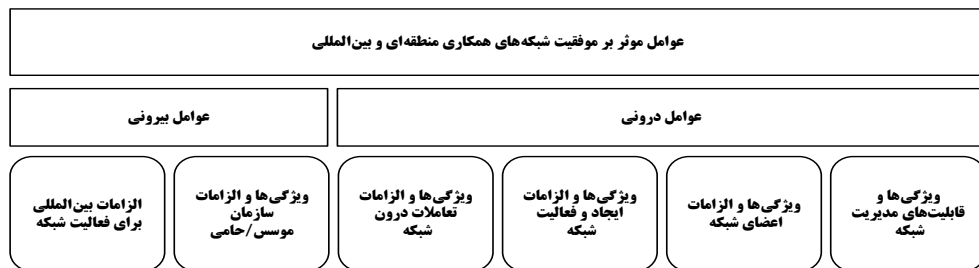 عوامل موثر بر موفقیت شبکه‌های همکاری منطقه‌ای و بین‌المللی
عوامل درونی
عوامل بیرونی
ویژگی‌ها و
قابلیت‌های مدیریت
شبکه
ویژگی‌ها و الزامات
اعضای شبکه
ویژگی‌ها و الزامات
ایجاد و فعالیت
شبکه
ویژگی‌ها و الزامات
تعاملات درون
شبکه
ویژگی‌ها و الزامات
سازمان
موسس/حامی
الزامات بین‌المللی
برای فعالیت شبکه